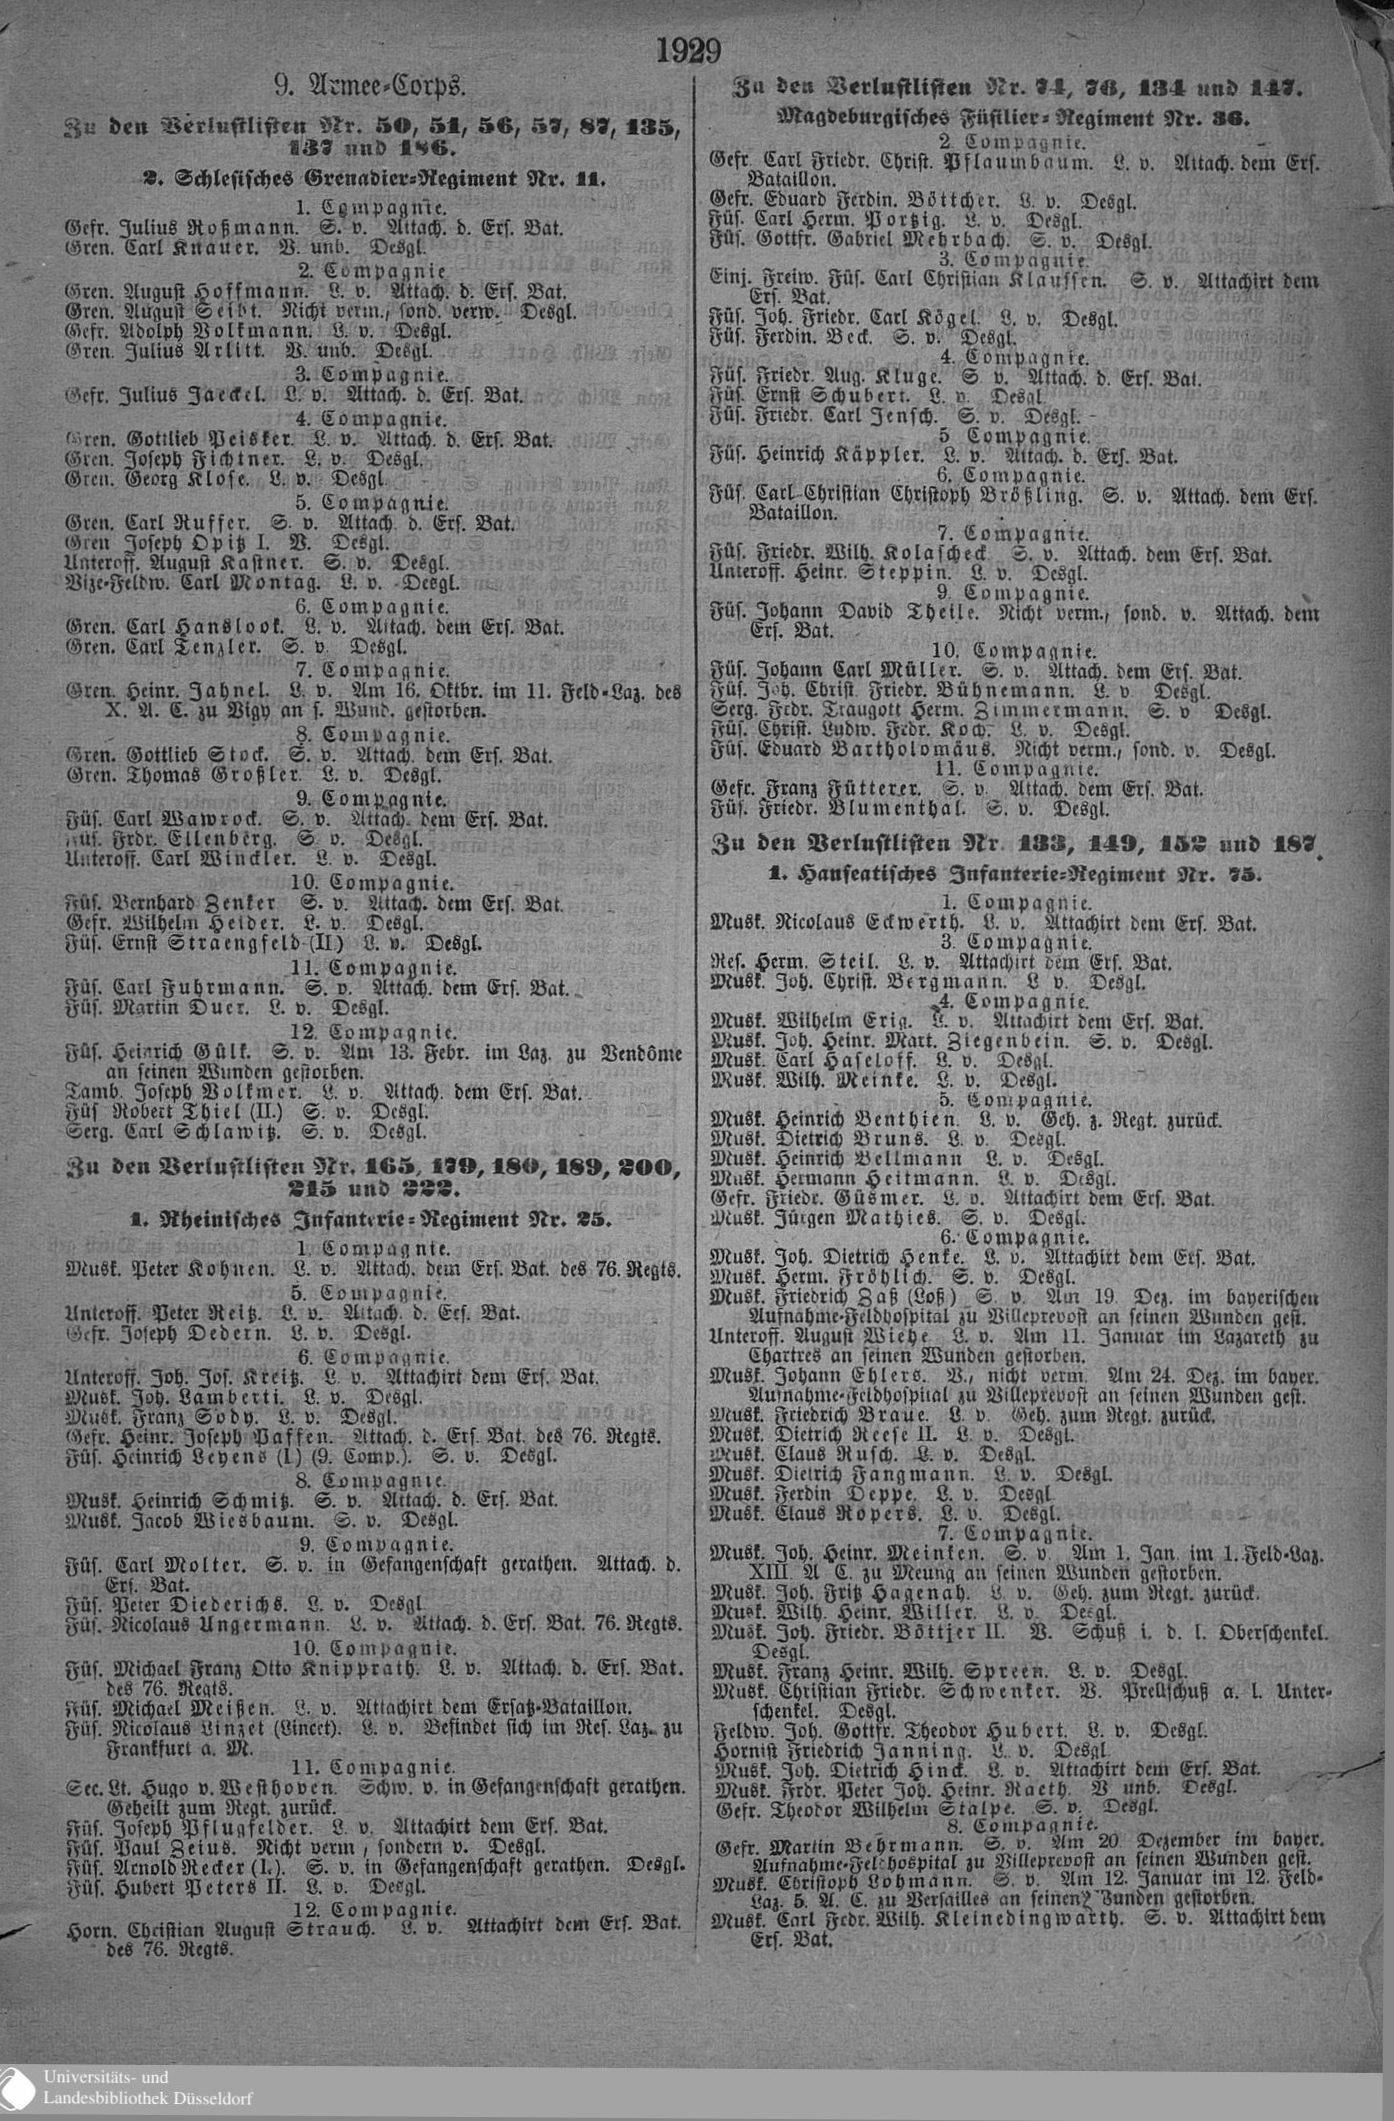 1929
9. Armee-Corps.
Zu den Verlustlisten Nr. 50, 51, 56, 57, 87, 135,
137 und 186.
2. Schlesisches Grenadier-Regiment Nr. 11.
1. Compagnie.
Gefr. Julius Roßmann. S. v. Attach. d. Ers. Bat.
Gren. Carl Knauer. V. unb. Desgl.
2. Compagnie
Gren. August Hoffmann. L. v. Attach. d. Ers. Bat.
Gren. August Seibt. Nicht verm., sond. verw. Desgl.
Gefr. Adolph Volkmann. L. v. Desgl.
Gren. Julius Arlitt. V. unb. Desgl.
3. Compagnie.
Gefr. Julius Jaeckel. L. v. Attach. d. Ers. Bat.
4. Compagnie.
Gren. Gottlieb Peisker. L. v. Attach. d. Ers. Bat.
Gren. Joseph Fichtner. L. v. Desgl.
Gren. Georg Klose. L. v. Desgl.
5. Compagnie.
Gren. Carl Ruffer. S. v. Attach. d. Ers. Bat.
Gren Joseph Opitz I. V. Desgl.
Unteroff. August Kastner. S. v. Desgl.
Vize-Feldw. Carl Montag. L. v. Desgl.
6. Compagnie.
Gren. Carl Hanslook. L. v. Attach. dem Ers. Bat.
Gren. Carl Tenzler. S. v. Desgl.
7. Compagnie.
Gren. Heinr. Jahnel. L. v. Am 16. Oktbr. im 11. Feld-Laz. des
X. A. C. zu Vigy an s. Wund. gestorben.
8. Compagnie.
Gren. Gottlieb Stock. S. v. Attach. dem Ers. Bat.
Gren. Thomas Großler. L. v. Desgl.
9. Compagnie.
Füs. Carl Wawrock. S. v. Attach. dem Ers. Bat.
Füs. Frdr. Ellenberg. S v. Desgl.
Unteroff. Carl Winckler. L. v. Desgl.
10. Compagnie.
Füs. Bernhard Zenker S. v. Attach. dem Ers. Bat.
Gefr. Wilhelm Heider. L. v. Desgl.
Füs. Ernst Straengfeld (II.) L. v. Desgl.
11. Compagnie.
Füs. Carl Fuhrmann. S. v. Attach. dem Ers. Bat.
Füs. Martin Duer. L. v. Desgl.
12. Compagnie.
Füs. Heinrich Gülk. S. v. Am 13. Febr. im Laz. zu Vendôme
an seinen Wunden gestorben.
Tamb. Joseph Volkmer. L. v. Attach. dem Ers. Bat.
Füs Robert Thiel (II.) S. v. Desgl.
Serg. Carl Schlawitz. S. v. Desgl.
Zu den Verlustlisten Nr. 165, 179, 180, 189, 200,
215 und 222.
1. Rheinisches Infanterie-Regiment Nr. 25.
1. Compagnie.
Musk. Peter Kohnen. L. v. Attach. dem Ers. Bat. des 76. Regts.
5. Compagnie.
Unteroff. Peter Reitz. L. v. Attach. d. Ers. Bat.
Gefr. Joseph Dedern. L. v. Desgl.
6. Compagnie.
Unteroff. Joh. Jos. Kreitz. L. v. Attachirt dem Ers. Bat.
Musk. Joh. Lamberti. L. v. Desgl.
Musk. Franz Sody. L. v. Desgl.
Gefr. Heinr. Joseph Paffen. Attach. d. Ers. Bat. des 76. Regts.
Füs. Heinrich Leyens (I.) (9. Comp.). S. v. Desgl.
8. Compagnie.
Musk. Heinrich Schmitz. S. v. Attach. d. Ers. Bat.
Musk. Jacob Wiesbaum. S. v. Desgl.
9. Compagnie.
Füs. Carl Molter. S. v. in Gefangenschaft gerathen. Attach. d.
Ers. Bat.
Füs. Peter Diederichs. L. v. Desgl
Füs. Nicolaus Ungermann. L. v. Attach. d. Ers. Bat. 76. Regts.
10. Compagnie.
Füs. Michael Franz Otto Knipprath. L. v. Attach. d. Ers. Bat.
des 76. Regts.
Füs. Michael Meißen. L. v. Attachirt dem Ersatz-Bataillon.
Füs. Nicolaus Linzet (Lincet). L. v. Befindet sich im Res. Laz. zu
Frankfurt a. M.
11. Compagnie.
Sec. Lt. Hugo v. Westhoven. Schw. v. in Gefangenschaft gerathen.
Geheilt zum Regt. zurück.
Füs. Joseph Pflugfelder. L. v. Attachirt dem Ers. Bat.
Füs. Paul Zeius. Nicht verm, sondern v. Desgl.
Füs. Arnold Recker (I.). S. v. in Gefangenschaft gerathen. Desgl.
Füs. Hubert Peters II. L. v. Desgl.
12. Compagnie.
Horn. Christian August Strauch. L. v. Attachirt dem Ers. Bat.
des 76. Regts.
Zu den Verlustlisten Nr. 74, 76, 134 und 147.
Magdeburgisches Füsilier-Regiment Nr. 36.
2. Compagnie.
Gefr. Carl Friedr. Christ. Pflaumbaum. L. v. Attach. dem Ers.
Bataillon.
Gefr. Eduard Ferdin. Böttcher. L. v. Desgl.
Füs. Carl Herm. Portzig. L. v. Desgl.
Füs. Gottfr. Gabriel Mehrbach. S. v. Desgl.
3. Compagnie.
Einj. Freiw. Füs. Carl Christian Klaussen. S. v. Attachirt dem
Ers. Bat.
Füs. Joh. Friedr. Carl Kögel. L. v. Desgl.
Füs. Ferdin. Beck. S. v. Desgl.
4. Compagnie.
Füs. Friedr. Aug. Kluge. S v. Attach. d. Ers. Bat.
Füs. Ernst Schubert. L. v. Desgl.
Füs. Friedr. Carl Jensch. S. v. Desgl.
5 Compagnie.
Füs. Heinrich Käppler. L. v. Attach. d. Ers. Bat.
6. Compagnie.
Füs. Carl Christian Christoph Brößling. S. v. Attach. dem Ers.
Bataillon.
7. Compagnie.
Füs. Friedr. Wilh. Kolascheck. S. v. Attach. dem Ers. Bat.
Unteroff. Heinr. Steppin. L. v. Desgl.
9. Compagnie.
Füs. Johann David Theile. Nicht verm., sond. v. Attach. dem
Ers. Bat.
10. Compagnie.
Füs. Johann Carl Müller. S. v. Attach. dem Ers. Bat.
Füs. Joh. Christ. Friedr. Bühnemann. L. v. Desgl.
Serg. Frdr. Traugott Herm. Zimmermann. S. v Desgl.
Füs. Christ. Ludw. Frdr. Koch. L. v. Desgl.
Füs. Eduard Bartholomäus. Nicht verm., sond. v. Desgl.
11. Compagnie.
Gefr. Franz Fütterer. S. v. Attach. dem Ers. Bat.
Füs. Friedr. Blumenthal. S. v. Desgl.
Zu den Verlustlisten Nr. 133, 149, 152 und 187.
1. Hanseatisches Infanterie-Regiment Nr. 75.
1. Compagnie.
Musk. Nicolaus Eckwerth. L. v. Attachirt dem Ers. Bat.
3. Compagnie.
Res. Herm. Steil. L. v. Attachirt dem Ers. Bat.
Musk. Joh. Christ. Bergmann. L v. Desgl.
4. Compagnie.
Musk. Wilhelm Erig. L. v. Attachirt dem Ers. Bat.
Musk. Joh. Heinr. Mart. Ziegenbein. S. v. Desgl.
Musk. Carl Haseloff. L. v. Desgl.
Musk. Wilh. Meinke. L. v. Desgl.
5. Compagnie.
Musk. Heinrich Benthien. L. v. Geh. z. Regt. zurück.
Musk. Dietrich Bruns. L. v. Desgl.
Musk. Heinrich Bellmann L. v. Desgl.
Musk. Hermann Heitmann. L. v. Desgl.
Gefr. Friedr. Güsmer. L. v. Attachirt dem Ers. Bat.
Musk. Jürgen Mathies. S. v. Desgl.
6. Compagnie.
Musk. Joh. Dietrich Henke. L. v. Attachirt dem Ers. Bat.
Musk. Herm. Fröhlich. S. v. Desgl.
Musk. Friedrich Zaß (Loß) S. v. Am 19. Dez. im bayerischen
Aufnahme-Feldhospital zu Villeprevost an seinen Wunden gest.
Unteroff. August Wiehe L. v. Am 11. Januar im Lazareth zu
Chartres an seinen Wunden gestorben.
Musk. Johann Ehlers. V., nicht verm. Am 24. Dez. im bayer.
Aufnahme-Feldhospital zu Villeprevost an seinen Wunden gest.
Musk. Friedrich Braue. L. v. Geh. zum Regt. zurück.
Musk. Dietrich Reese II. L. v. Desgl.
Musk. Claus Rusch. L. v. Desgl.
Musk. Dietrich Fangmann. L. v. Desgl.
Musk. Ferdin Deppe. L. v. Desgl
Musk. Claus Ropers. L. v. Desgl.
7. Compagnie.
Musk. Joh. Heinr. Meinken. S. v. Am 1. Jan. im 1. Feld-Laz.
XIII. A C. zu Meung an seinen Wunden gestorben.
Musk. Joh. Fritz Hagenah. L. v. Geh. zum Regt. zurück.
Musk. Wilh. Heinr. Willer. L. v. Desgl.
Musk. Joh. Friedr. Böttjer II. V. Schuß i. d. l. Oberschenkel.
Desgl.
Musk. Franz Heinr. Wilh. Spreen. L. v. Desgl.
Musk. Christian Friedr. Schwenker. V. Prellschuß a. l. Unter-
schenkel. Desgl.
Feldw. Joh. Gottfr. Theodor Hubert. L. v. Desgl.
Hornist Friedrich Janning. L. v. Desgl
Musk. Joh. Dietrich Hinck. L. v. Attachirt dem Ers. Bat.
Musk. Frdr. Peter Joh. Heinr. Raeth. V unb. Desgl.
Gefr. Theodor Wilhelm Stalpe. S. v. Desgl.
8. Compagnie.
Gefr. Martin Behrmann. S. v. Am 20. Dezember im bayer.
Aufnahme-Feldhospital zu Villeprevost an seinen Wunden gest.
Musk. Christoph Lohmann. S. v. Am 12. Januar im 12. Feld-
Laz. 5. A. C. zu Versailles an seinen Wunden gestorben.
Musk. Carl Frdr. Wilh. Kleinedingwarth. S. v. Attachirt dem
Ers. Bat.
Universitäts- und
Landesbibliothek Düsseldorf